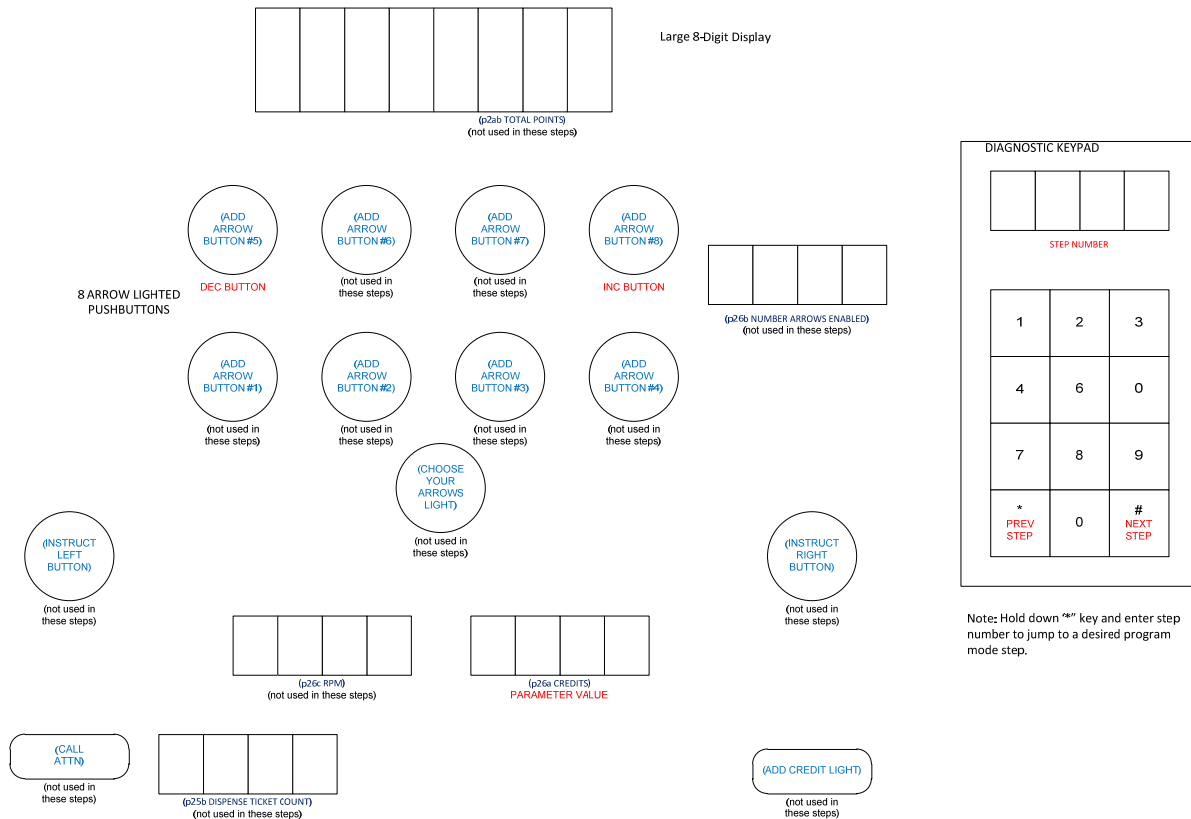 Large 8-Digit Display
(p2ab TOTAL POINTS)
(not used in these steps)
DIAGNOSTIC KEYPAD
STEP NUMBER
(ADD
ARROW
BUTTON #5)
DEC BUTTON
(ADD
ARROW
BUTTON #6)
(not used in
these steps)
(ADD
ARROW
BUTTON #7)
(not used in
these steps)
(ADD
ARROW
BUTTON #8)
INC BUTTON
8 ARROW LIGHTED
PUSHBUTTONS
(p26b NUMBER ARROWS ENABLED)
(not used in these steps)
(ADD
ARROW
BUTTON #1)
(not used in
these steps)
(ADD
ARROW
BUTTON #2)
(not used in
these steps)
(ADD
ARROW
BUTTON #3)
(not used in
these steps)
(ADD
ARROW
BUTTON #4)
(not used in
these steps)
1 2 3
4 6 0
7 8 9
* 0 #
PREV
STEP
NEXT
STEP
(CHOOSE
YOUR
ARROWS
LIGHT)
(not used in
these steps)
(INSTRUCT
LEFT
BUTTON)
(not used in
these steps)
(INSTRUCT
RIGHT
BUTTON)
(not used in
these steps)
Note: Hold down "*" key and enter step
number to jump to a desired program
mode step.
(p26c RPM)
(not used in these steps)
(p26a CREDITS)
PARAMETER VALUE
(CALL
ATTN)
(not used in
these steps)
(p25b DISPENSE TICKET COUNT)
(not used in these steps)
(ADD CREDIT LIGHT)
(not used in
these steps)